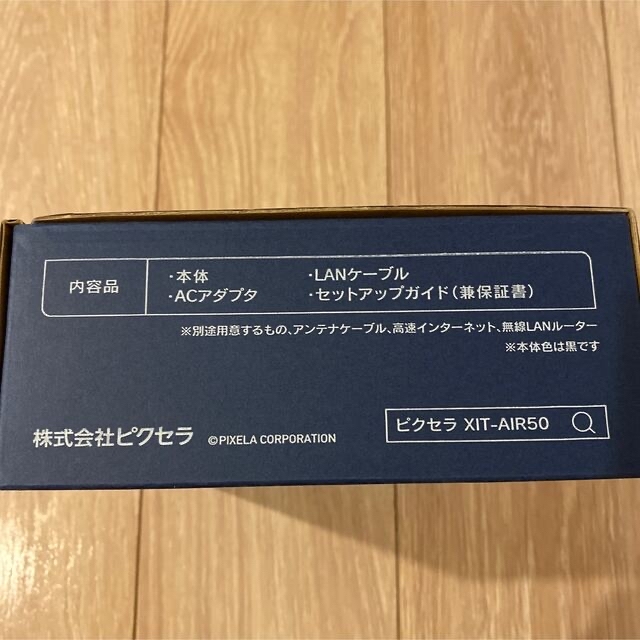 内容品
・本体
・ACアダプタ
・LANケーブル
・セットアップガイド(兼保証書)
※別途用意するもの、アンテナケーブル、高速インターネット、無線LANルーター
※本体色は黒です
株式会社ピクセラ ©PIXELA CORPORATION
ピクセラ XIT-AIR50